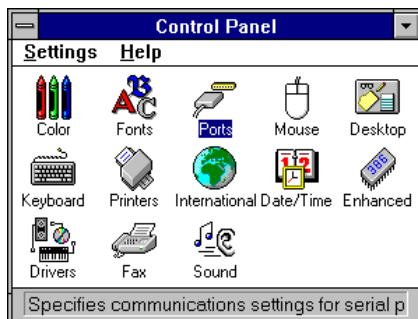 Control Panel
Settings Help
Color Fonts Ports Mouse Desktop
386
Keyboard Printers International Date/Time Enhanced
Drivers Fax Sound
Specifies communications settings for serial p